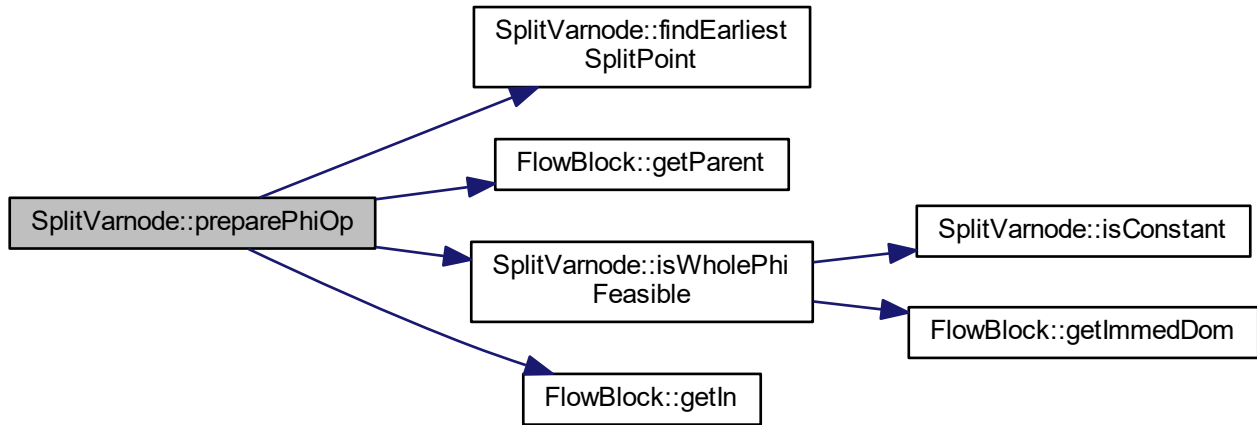 SplitVarnode::findEarliest
SplitPoint
FlowBlock::getParent
SplitVarnode::preparePhiOp
SplitVarnode::isWholePhi
Feasible
SplitVarnode::isConstant
FlowBlock::getImmedDom
FlowBlock::getIn